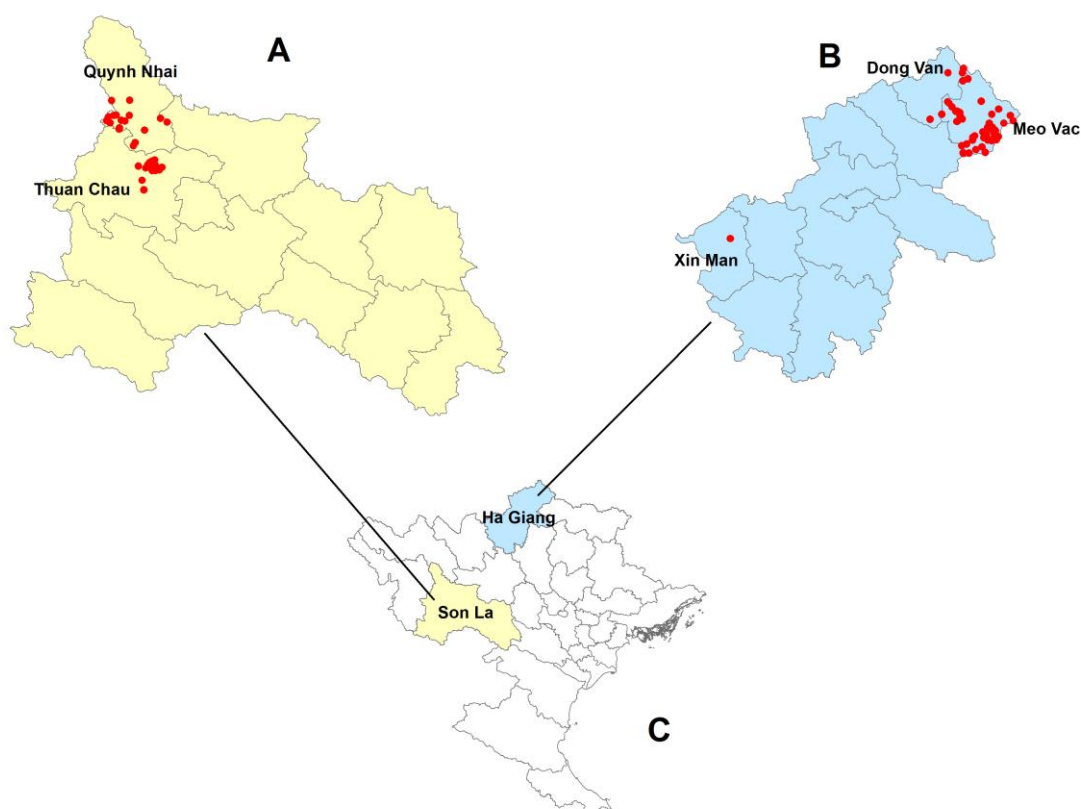 A
Quynh Nhai
Thuan Chau
B
Dong Van
Meo Vac
Xin Man
Ha Giang
Son La
C